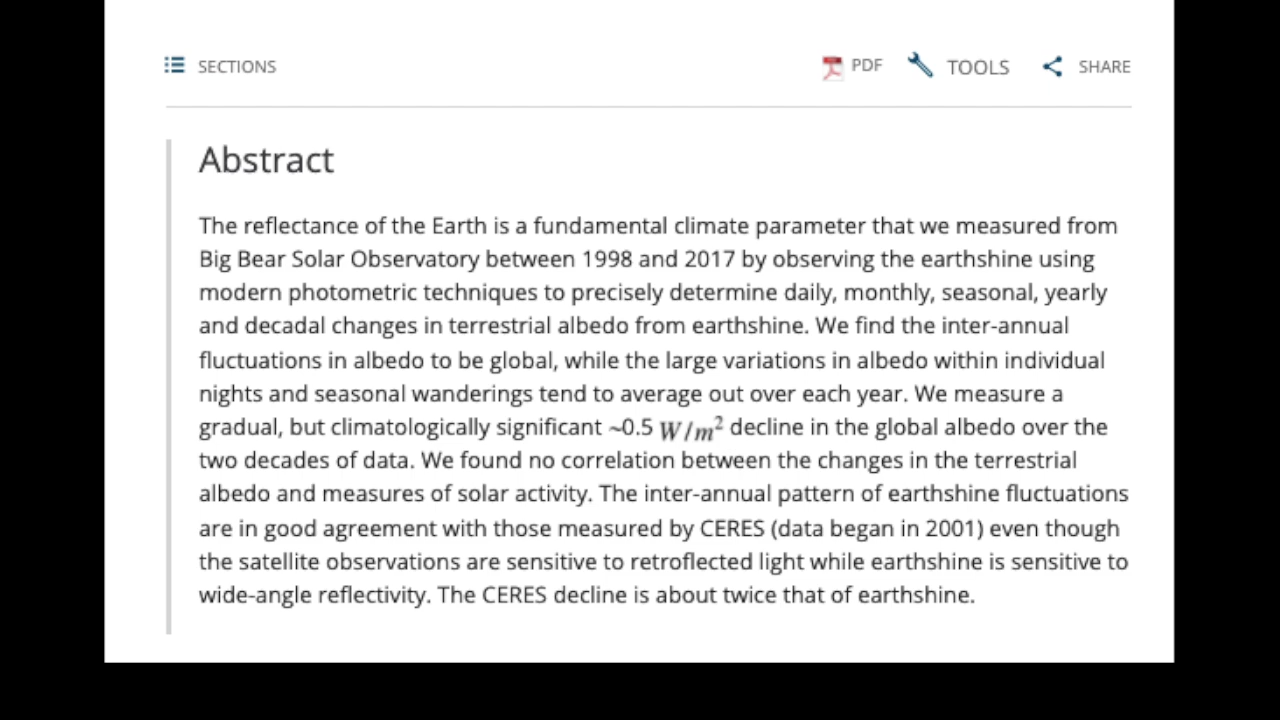 SECTIONS PDF TOOLS SHARE
Abstract
The reflectance of the Earth is a fundamental climate parameter that we measured from
Big Bear Solar Observatory between 1998 and 2017 by observing the earthshine using
modern photometric techniques to precisely determine daily, monthly, seasonal, yearly
and decadal changes in terrestrial albedo from earthshine. We find the inter-annual
fluctuations in albedo to be global, while the large variations in albedo within individual
nights and seasonal wanderings tend to average out over each year. We measure a
gradual, but climatologically significant ~0.5 W/m² decline in the global albedo over the
two decades of data. We found no correlation between the changes in the terrestrial
albedo and measures of solar activity. The inter-annual pattern of earthshine fluctuations
are in good agreement with those measured by CERES (data began in 2001) even though
the satellite observations are sensitive to retroflected light while earthshine is sensitive to
wide-angle reflectivity. The CERES decline is about twice that of earthshine.